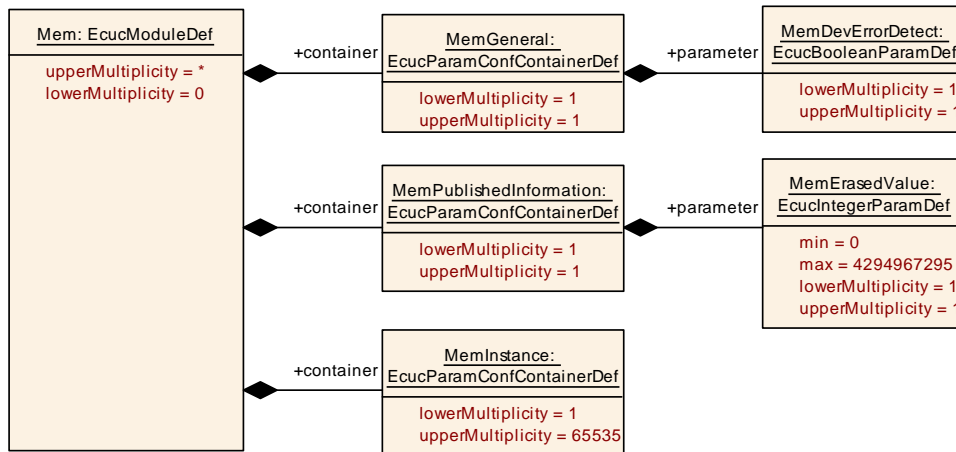 Mem: EcucModuleDef
upperMultiplicity = *
lowerMultiplicity = 0
+container
MemGeneral:
EcucParamConfContainerDef
lowerMultiplicity = 1
upperMultiplicity = 1
+parameter
MemDevErrorDetect:
EcucBooleanParamDef
lowerMultiplicity = 1
upperMultiplicity = 1
+container
MemPublishedInformation:
EcucParamConfContainerDef
lowerMultiplicity = 1
upperMultiplicity = 1
+parameter
MemErasedValue:
EcucIntegerParamDef
min = 0
max = 4294967295
lowerMultiplicity = 1
upperMultiplicity = 1
+container
MemInstance:
EcucParamConfContainerDef
lowerMultiplicity = 1
upperMultiplicity = 65535